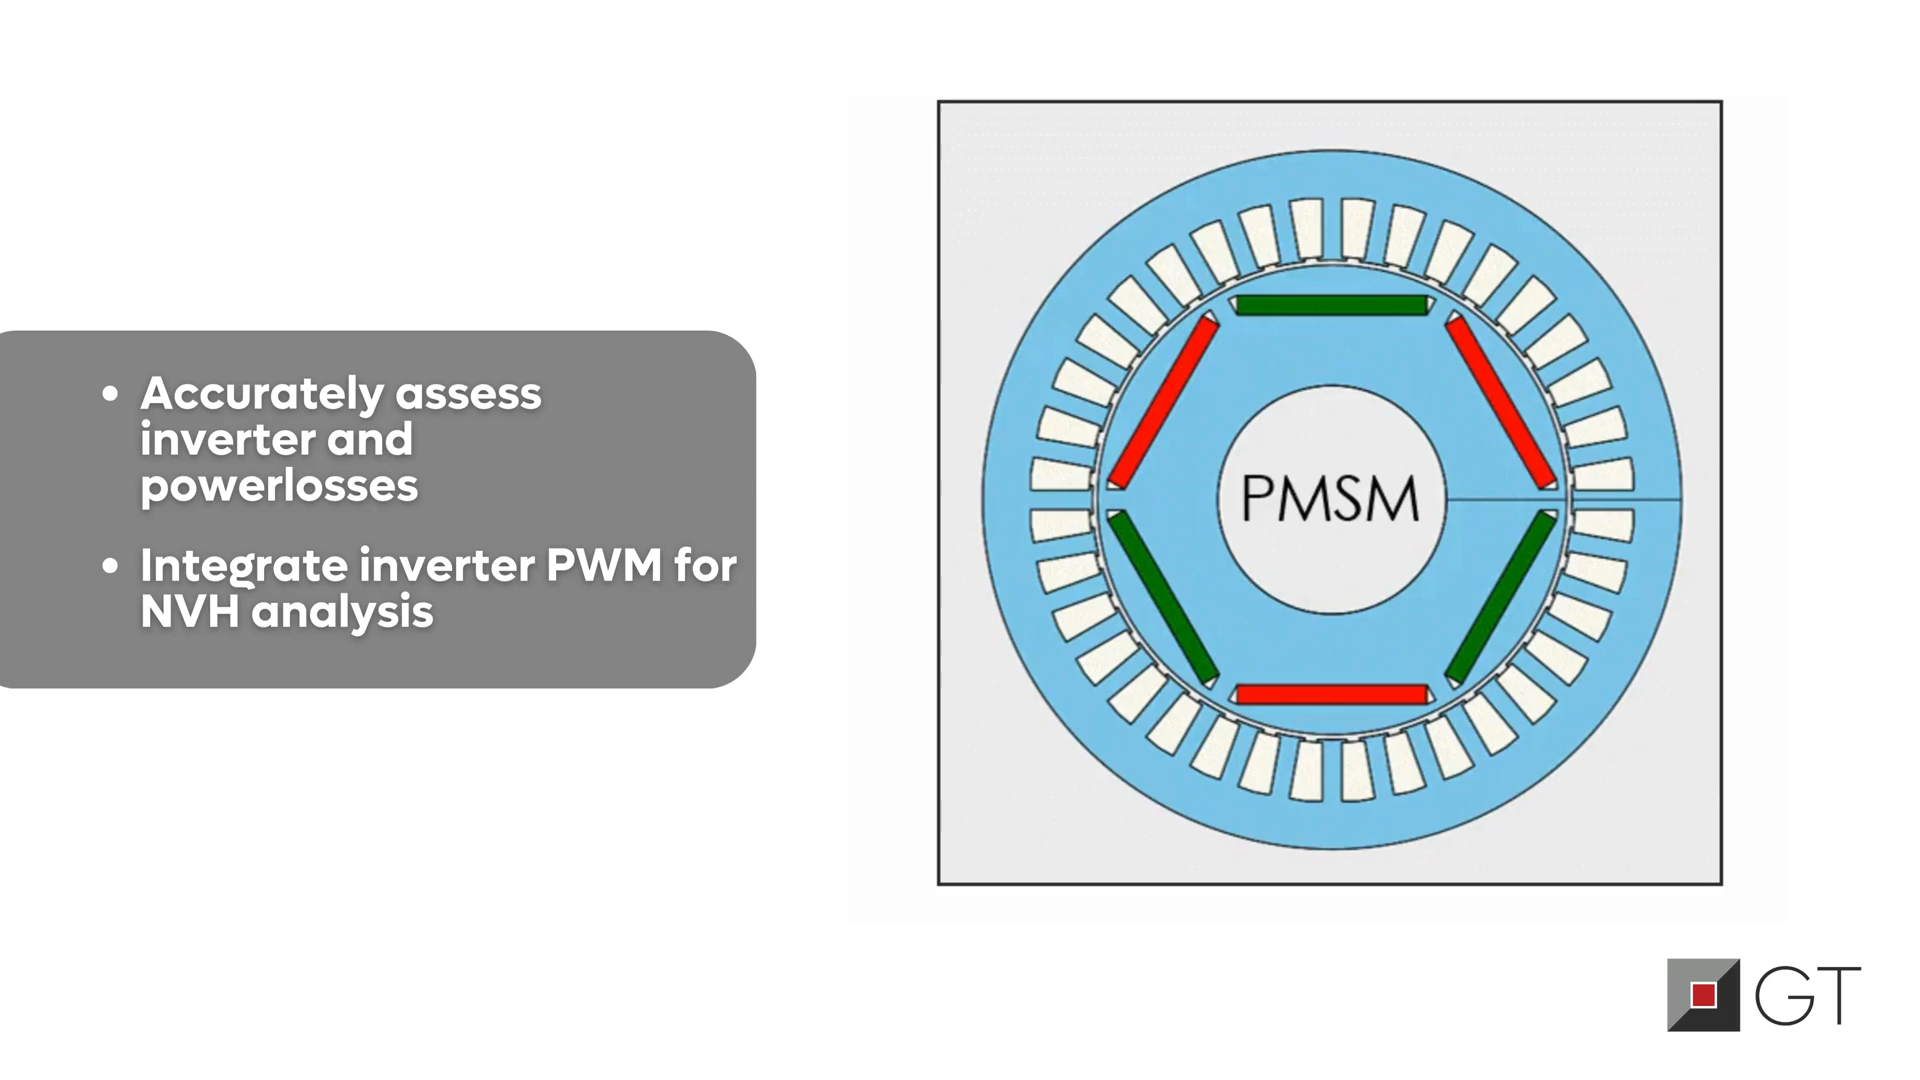 • Accurately assess
inverter and
powerlosses
• Integrate inverter PWM for
NVH analysis
PMSM
GT